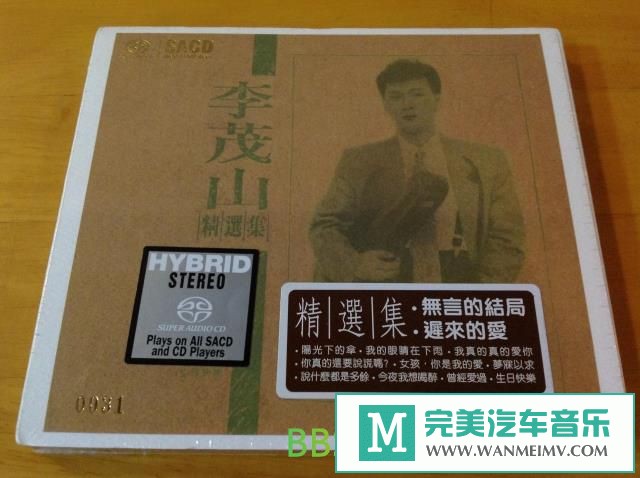 SACD
李茂山
精選集
HYBRID
STEREO
SUPER AUDIO CD
Plays on All SACD
and CD Players
精選集
·無言的結局
·遲來的愛
·陽光下的傘·我的眼睛在下雨·我真的真的愛你
·你真的還要說謊嗎?·女孩,你是我的愛·夢寐以求
·說什麼都是多餘·今夜我想喝醉·曾經愛過·生日快樂
0931
BBS
M
完美汽车音乐
WWW.WANMEIMV.COM